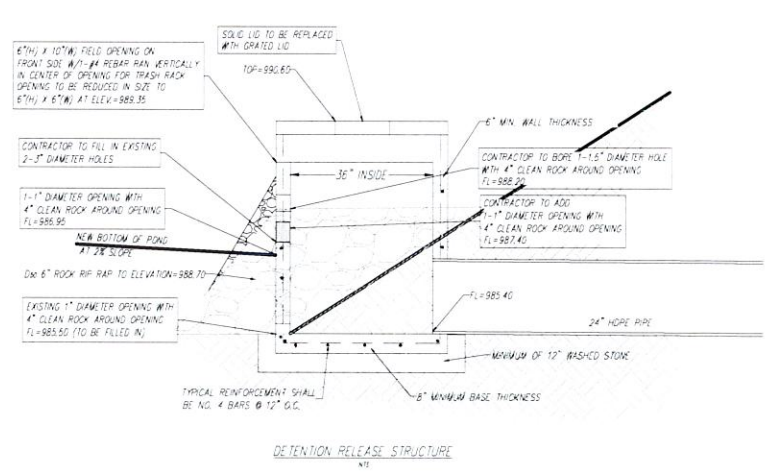 SOLID LID TO BE REPLACED
WITH GRATED LID
6"(H) X 10"(W) FIELD OPENING ON
FRONT SIDE W/1-#4 REBAR RAN VERTICALLY
IN CENTER OF OPENING FOR TRASH RACK
OPENING TO BE REDUCED IN SIZE TO
6"(H) X 6"(W) AT ELEV.=989.35
TOP=990.60
6" MIN. WALL THICKNESS
CONTRACTOR TO FILL IN EXISTING
2-3" DIAMETER HOLES
36" INSIDE
CONTRACTOR TO BORE 1-1.5" DIAMETER HOLE
WITH 4" CLEAN ROCK AROUND OPENING
FL=988.20
1-1" DIAMETER OPENING WITH
4" CLEAN ROCK AROUND OPENING
FL=986.95
CONTRACTOR TO ADD
1-1" DIAMETER OPENING WITH
4" CLEAN ROCK AROUND OPENING
FL=987.40
NEW BOTTOM OF POND
AT 2% SLOPE
D50 6" ROCK RIP RAP TO ELEVATION=988.70
EXISTING 1" DIAMETER OPENING WITH
4" CLEAN ROCK AROUND OPENING
FL=985.50 (TO BE FILLED IN)
FL=985.40
24" HDPE PIPE
MINIMUM OF 12" WASHED STONE
TYPICAL REINFORCEMENT SHALL
BE NO. 4 BARS @ 12" O.C.
8" MINIMUM BASE THICKNESS
DETENTION RELEASE STRUCTURE
NTS